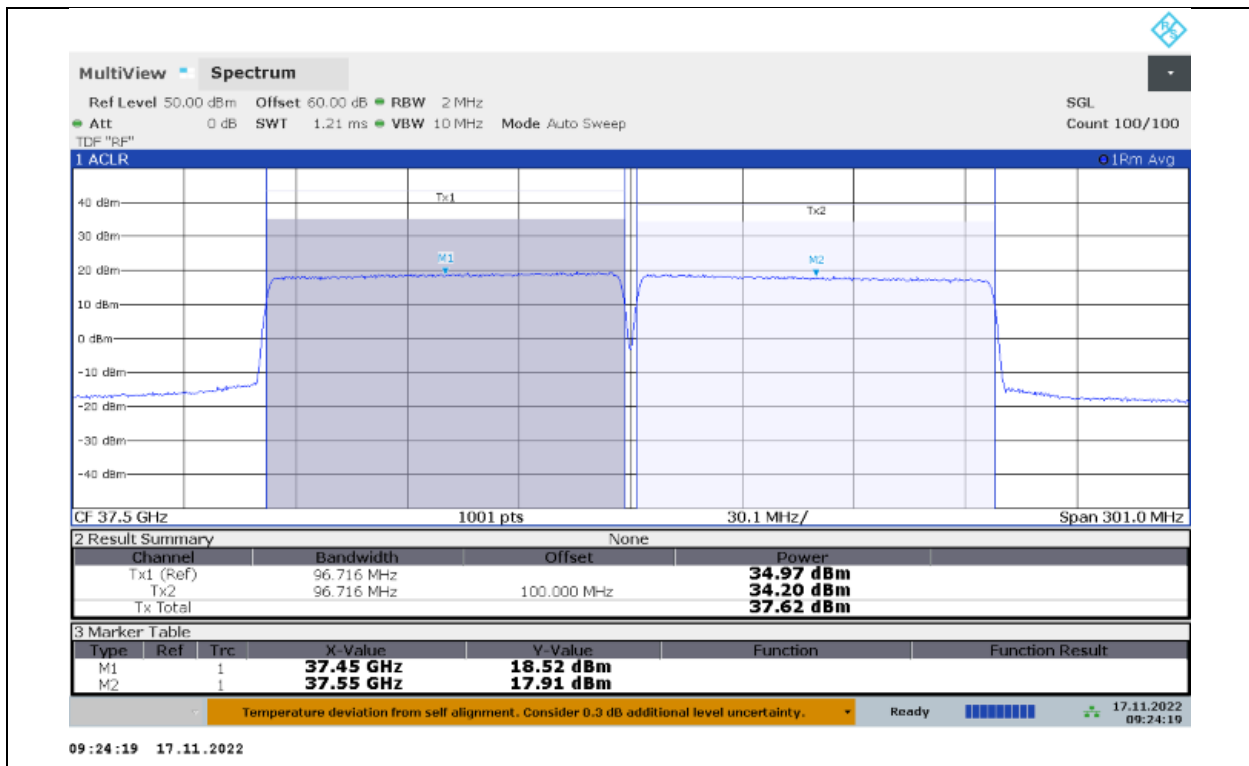 R S
MultiView Spectrum
Ref Level 50.00 dBm Offset 60.00 dB RBW 2 MHz SGL
Att 0 dB SWT 1.21 ms VBW 10 MHz Mode Auto Sweep Count 100/100
TDF "RF"
1 ACLR 1Rm Avg
40 dBm
Tx1
Tx2
30 dBm
M1
M2
20 dBm
10 dBm
0 dBm
-10 dBm
-20 dBm
-30 dBm
-40 dBm
CF 37.5 GHz 1001 pts 30.1 MHz/ Span 301.0 MHz
2 Result Summary None
Channel Bandwidth Offset Power
Tx1 (Ref) 96.716 MHz 34.97 dBm
Tx2 96.716 MHz 100.000 MHz 34.20 dBm
Tx Total 37.62 dBm
3 Marker Table
Type Ref Trc X-Value Y-Value Function Function Result
M1 1 37.45 GHz 18.52 dBm
M2 1 37.55 GHz 17.91 dBm
Temperature deviation from self alignment. Consider 0.3 dB additional level uncertainty. Ready 17.11.2022
09:24:19
09:24:19 17.11.2022